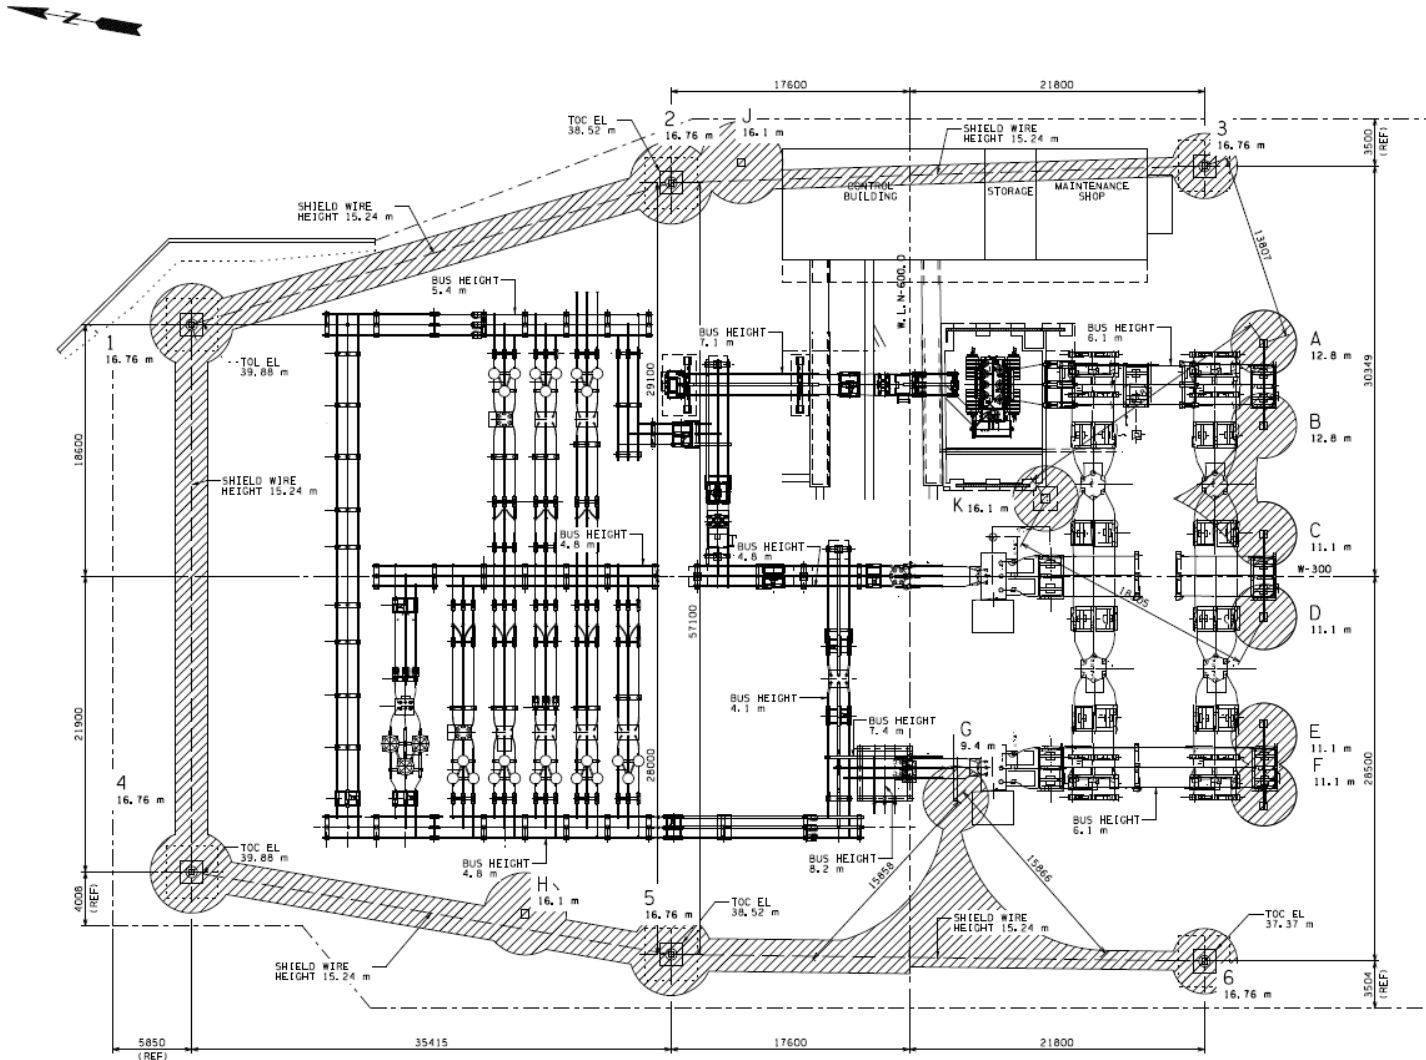 N
17600
21800
TOC EL
38.52 m
2
16.76 m
J
16.1 m
SHIELD WIRE
HEIGHT 15.24 m
3
16.76 m
3500
(REF)
CONTROL
BUILDING
STORAGE
MAINTENANCE
SHOP
SHIELD WIRE
HEIGHT 15.24 m
13807
BUS HEIGHT
5.4 m
W.L.N-600.0
1
16.76 m
TOL EL
39.88 m
BUS HEIGHT
7.1 m
BUS HEIGHT
6.1 m
A
12.8 m
29100
30349
B
12.8 m
18600
SHIELD WIRE
HEIGHT 15.24 m
K 16.1 m
BUS HEIGHT
4.8 m
BUS HEIGHT
4.8 m
C
11.1 m
W-300
D
11.1 m
57100
BUS HEIGHT
4.1 m
BUS HEIGHT
7.4 m
G
9.4 m
E
11.1 m
F
11.1 m
21900
28000
28500
4
16.76 m
BUS HEIGHT
6.1 m
TOC EL
39.88 m
BUS HEIGHT
4.8 m
BUS HEIGHT
8.2 m
15858
15866
4008
(REF)
H
16.1 m
5
16.76 m
TOC EL
38.52 m
SHIELD WIRE
HEIGHT 15.24 m
TOC EL
37.37 m
SHIELD WIRE
HEIGHT 15.24 m
6
16.76 m
3504
(REF)
5850
(REF)
35415
17600
21800